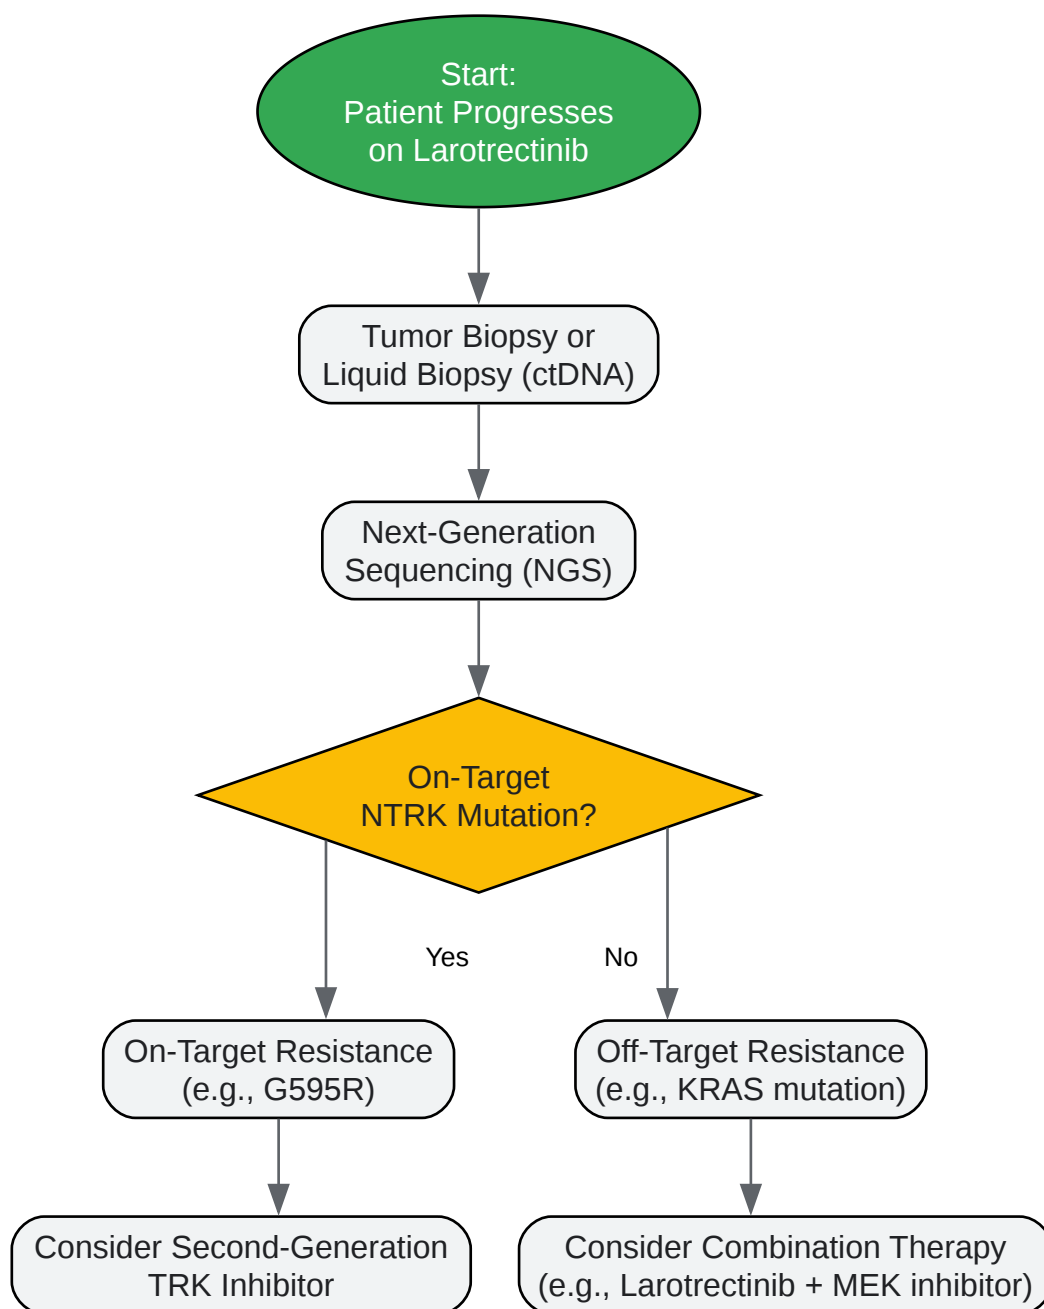 Start:
Patient Progresses
on Larotrectinib
Tumor Biopsy or
Liquid Biopsy (ctDNA)
Next-Generation
Sequencing (NGS)
On-Target
NTRK Mutation?
Yes
No
On-Target Resistance
(e.g., G595R)
Off-Target Resistance
(e.g., KRAS mutation)
Consider Second-Generation
TRK Inhibitor
Consider Combination Therapy
(e.g., Larotrectinib + MEK inhibitor)